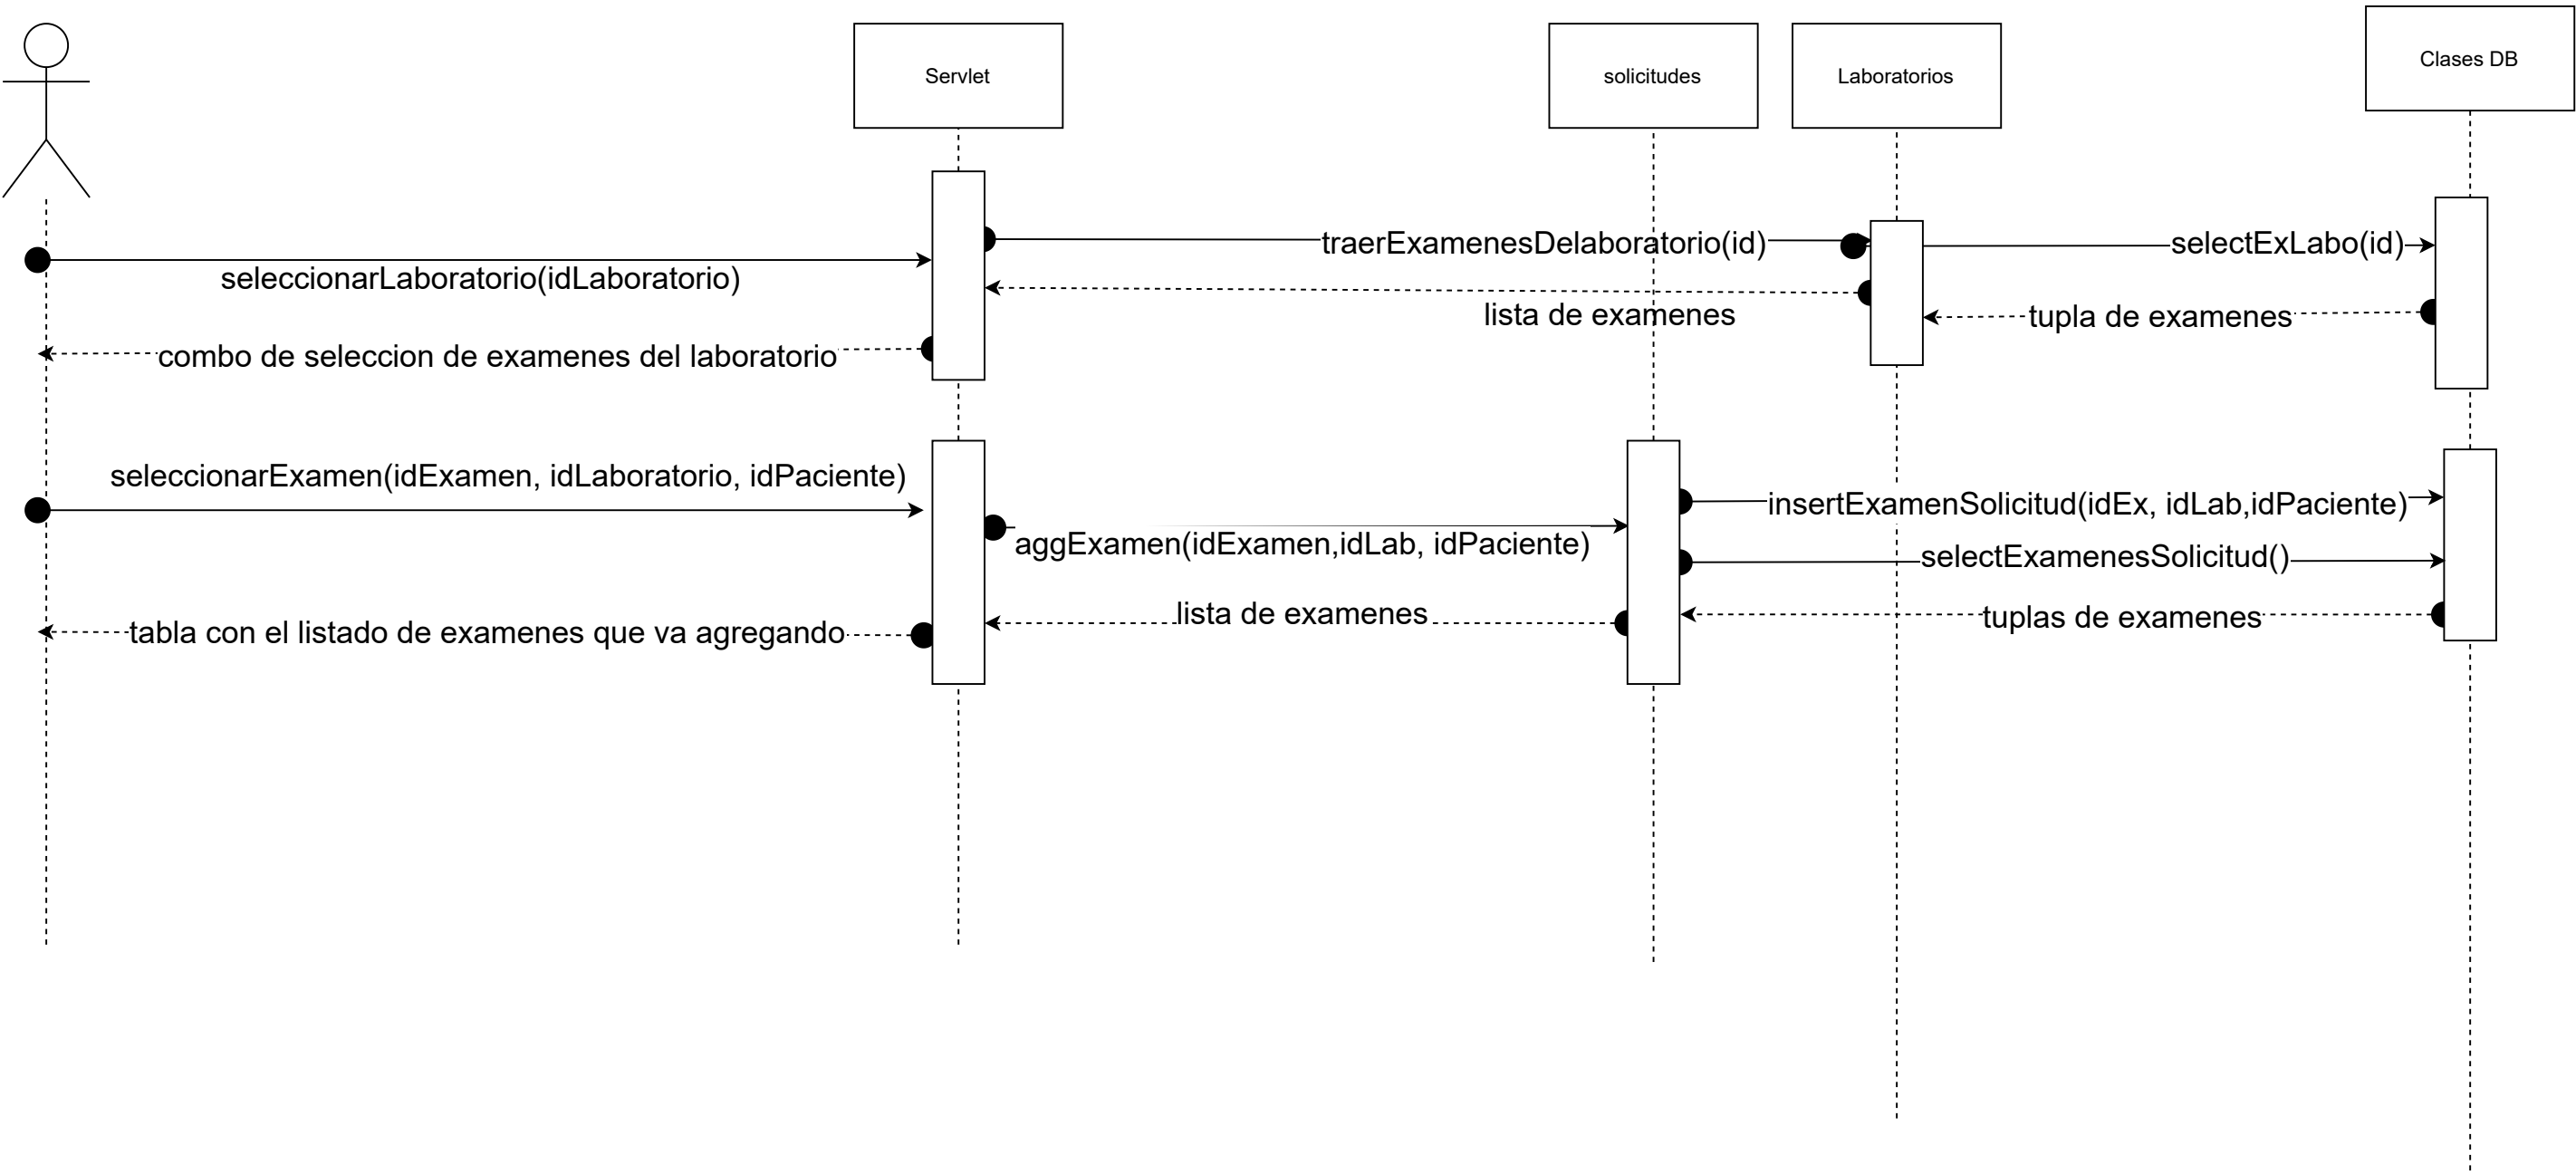 Servlet
solicitudes
Laboratorios
Clases DB
traerExamenesDelaboratorio(id)
selectExLabo(id)
seleccionarLaboratorio(idLaboratorio)
lista de examenes
tupla de examenes
combo de seleccion de examenes del laboratorio
seleccionarExamen(idExamen, idLaboratorio, idPaciente)
insertExamenSolicitud(idEx, idLab,idPaciente)
aggExamen(idExamen,idLab, idPaciente)
selectExamenesSolicitud()
lista de examenes
tuplas de examenes
tabla con el listado de examenes que va agregando